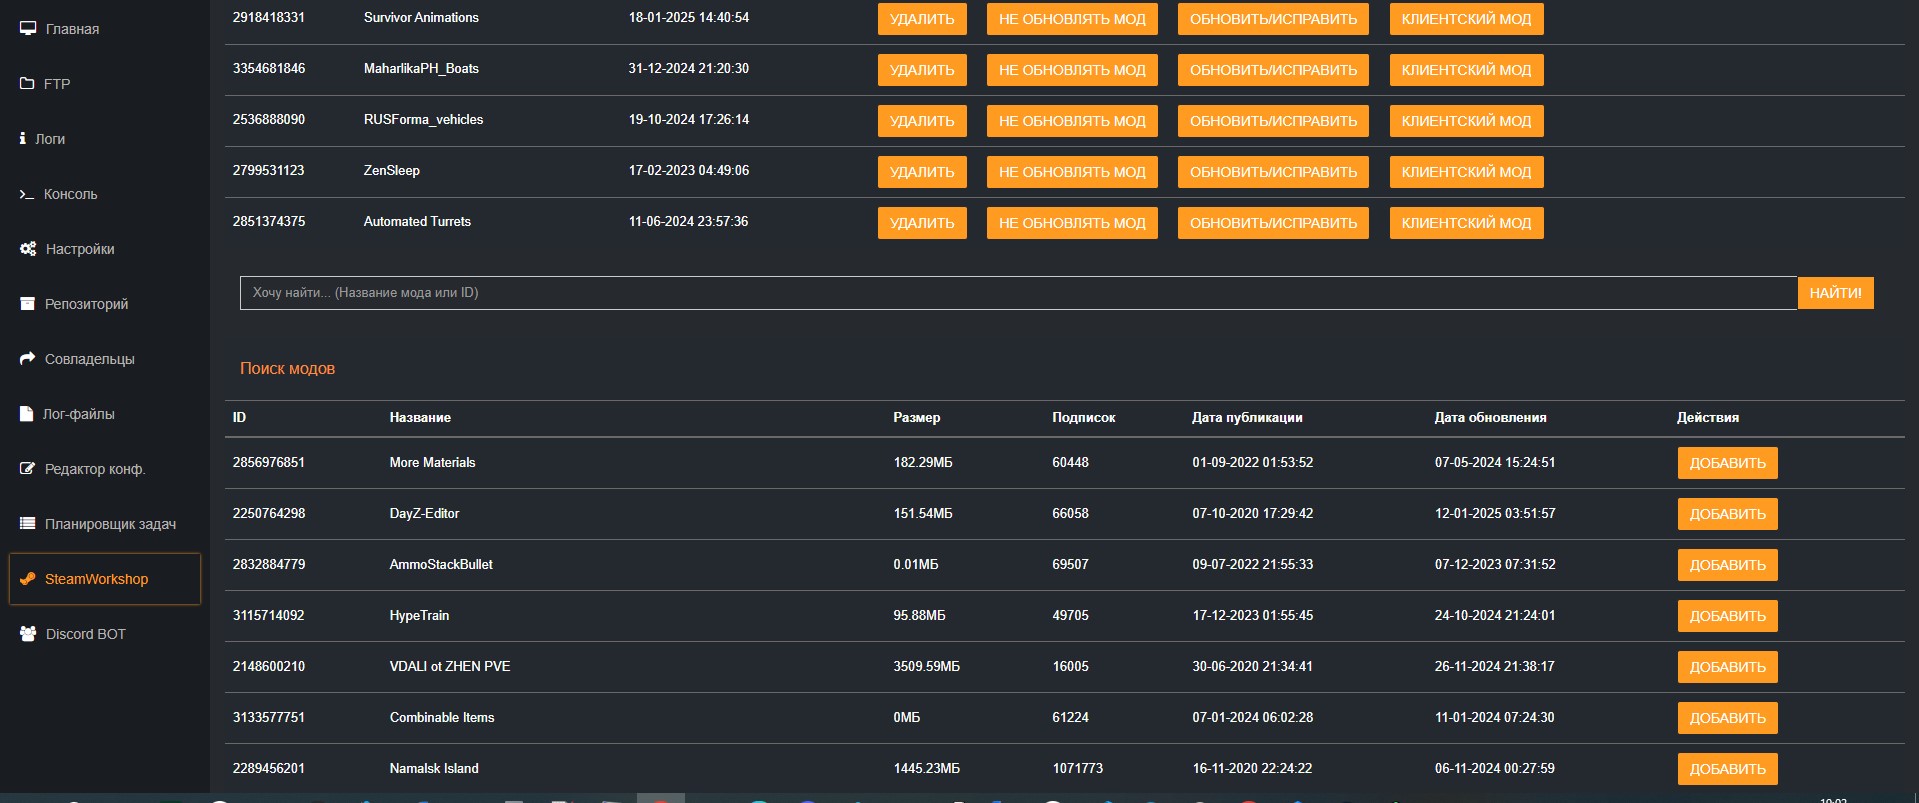 Главная
FTP
Логи
Консоль
Настройки
Репозиторий
Совладельцы
Лог-файлы
Редактор конф.
Планировщик задач
SteamWorkshop
Discord BOT
2918418331 Survivor Animations 18-01-2025 14:40:54 УДАЛИТЬ НЕ ОБНОВЛЯТЬ МОД ОБНОВИТЬ/ИСПРАВИТЬ КЛИЕНТСКИЙ МОД
3354681846 MaharlikaPH_Boats 31-12-2024 21:20:30 УДАЛИТЬ НЕ ОБНОВЛЯТЬ МОД ОБНОВИТЬ/ИСПРАВИТЬ КЛИЕНТСКИЙ МОД
2536888090 RUSForma_vehicles 19-10-2024 17:26:14 УДАЛИТЬ НЕ ОБНОВЛЯТЬ МОД ОБНОВИТЬ/ИСПРАВИТЬ КЛИЕНТСКИЙ МОД
2799531123 ZenSleep 17-02-2023 04:49:06 УДАЛИТЬ НЕ ОБНОВЛЯТЬ МОД ОБНОВИТЬ/ИСПРАВИТЬ КЛИЕНТСКИЙ МОД
2851374375 Automated Turrets 11-06-2024 23:57:36 УДАЛИТЬ НЕ ОБНОВЛЯТЬ МОД ОБНОВИТЬ/ИСПРАВИТЬ КЛИЕНТСКИЙ МОД
Хочу найти... (Название мода или ID) НАЙТИ!
Поиск модов
ID Название Размер Подписок Дата публикации Дата обновления Действия
2856976851 More Materials 182.29МБ 60448 01-09-2022 01:53:52 07-05-2024 15:24:51 ДОБАВИТЬ
2250764298 DayZ-Editor 151.54МБ 66058 07-10-2020 17:29:42 12-01-2025 03:51:57 ДОБАВИТЬ
2832884779 AmmoStackBullet 0.01МБ 69507 09-07-2022 21:55:33 07-12-2023 07:31:52 ДОБАВИТЬ
3115714092 HypeTrain 95.88МБ 49705 17-12-2023 01:55:45 24-10-2024 21:24:01 ДОБАВИТЬ
2148600210 VDALI ot ZHEN PVE 3509.59МБ 16005 30-06-2020 21:34:41 26-11-2024 21:38:17 ДОБАВИТЬ
3133577751 Combinable Items 0МБ 61224 07-01-2024 06:02:28 11-01-2024 07:24:30 ДОБАВИТЬ
2289456201 Namalsk Island 1445.23МБ 1071773 16-11-2020 22:24:22 06-11-2024 00:27:59 ДОБАВИТЬ